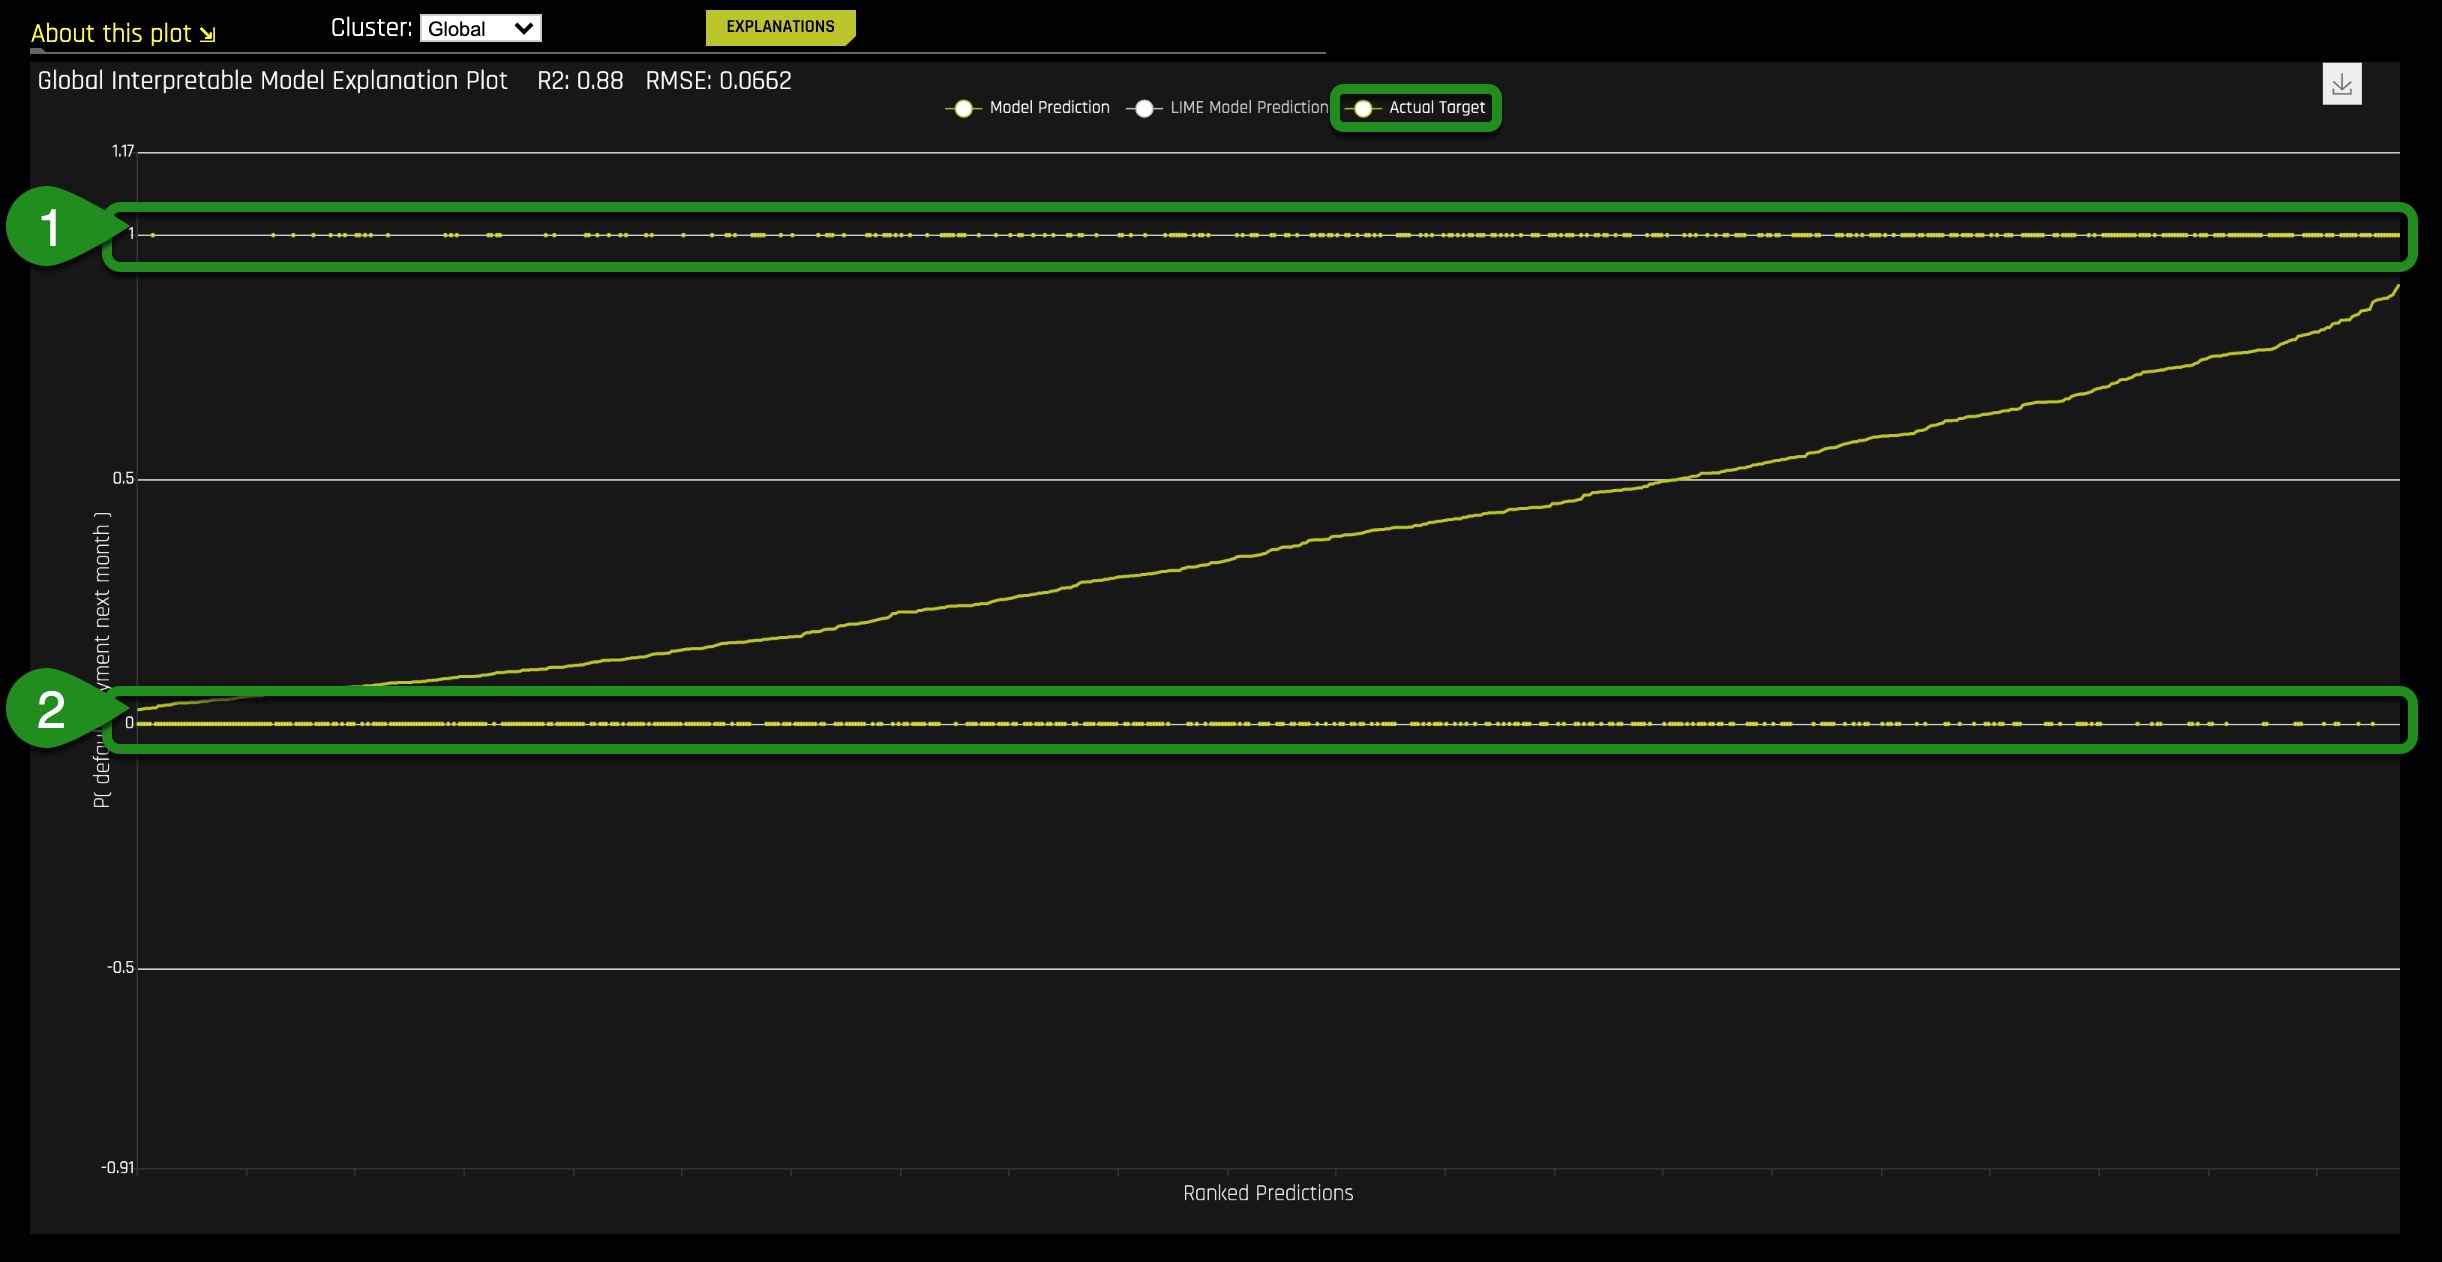 About this plot
Cluster: Global
EXPLANATIONS
Global Interpretable Model Explanation Plot R2: 0.88 RMSE: 0.0662
Model Prediction LIME Model Prediction Actual Target
1.17
1
1
0.5
P( defau yment next month )
2
0
-0.5
-0.91
Ranked Predictions